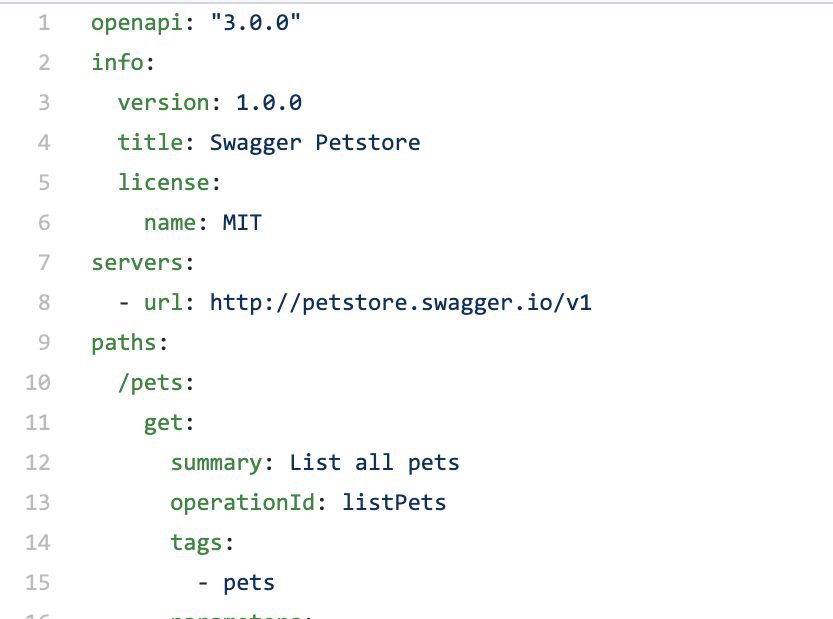 1 openapi: "3.0.0"
2 info:
3   version: 1.0.0
4   title: Swagger Petstore
5   license:
6     name: MIT
7 servers:
8   - url: http://petstore.swagger.io/v1
9 paths:
10   /pets:
11     get:
12       summary: List all pets
13       operationId: listPets
14       tags:
15         - pets